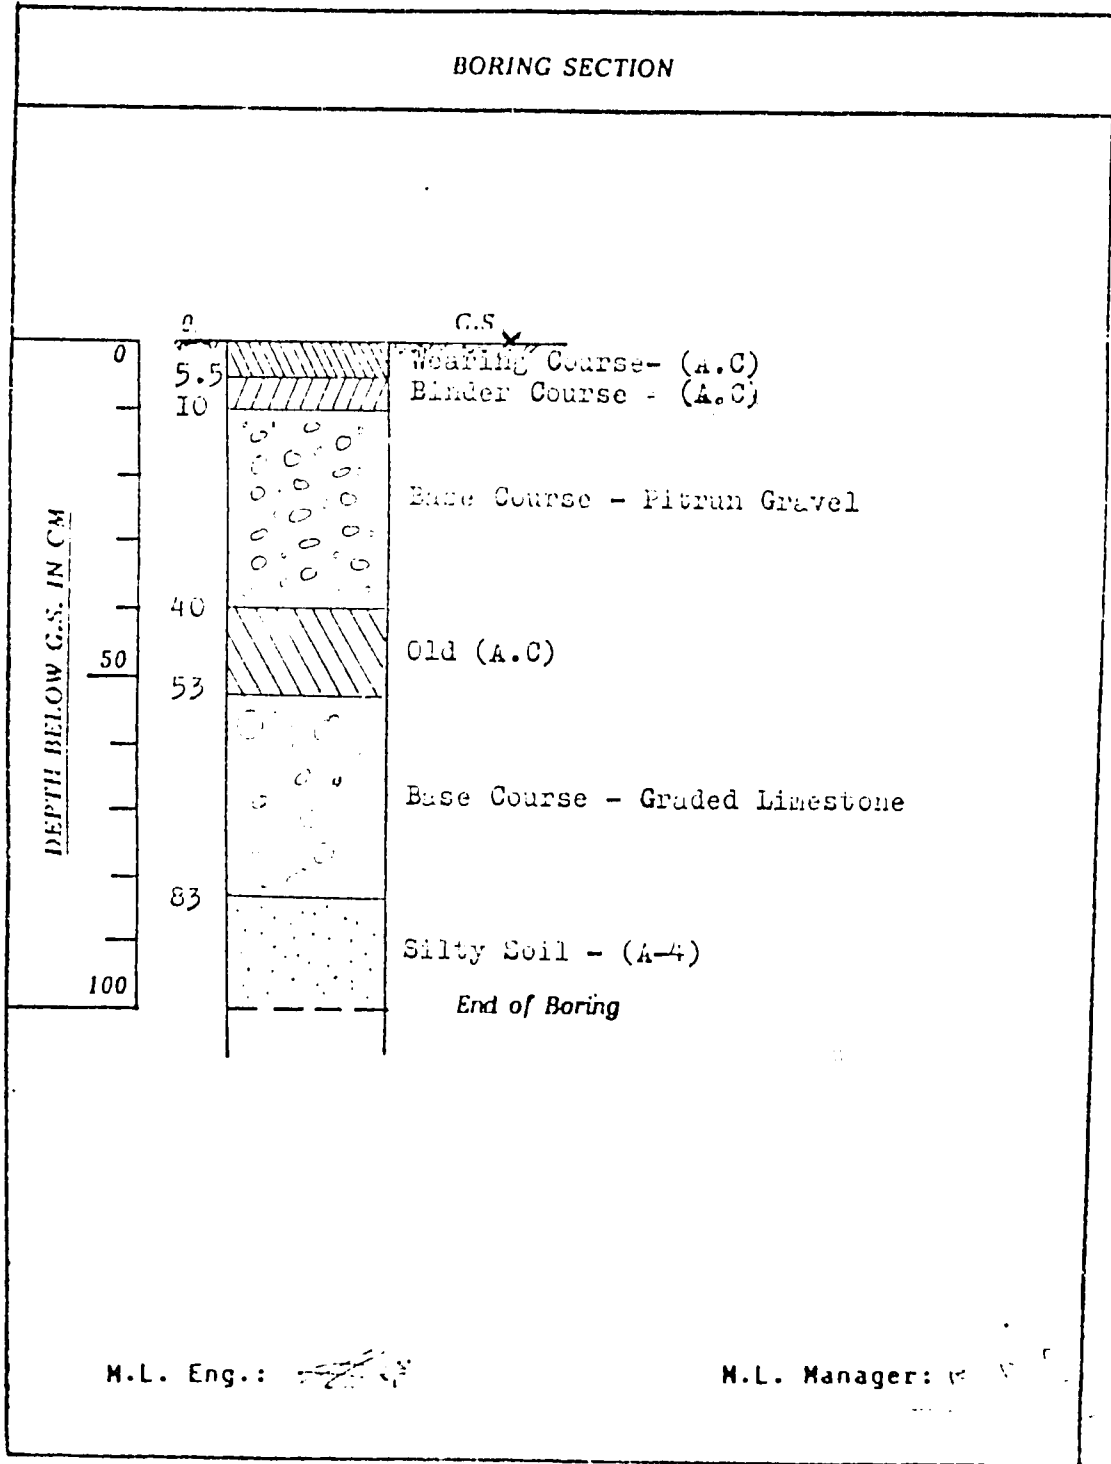 BORING SECTION
0
G.S
0
Wearing Course- (A.C)
5.5
Binder Course - (A.C)
10
Base Course - Pitrun Gravel
DEPTH BELOW G.S. IN CM
40
Old (A.C)
50
53
Base Course - Graded Limestone
83
Silty Soil - (A-4)
100
End of Boring
M.L. Eng.:
M.L. Manager: